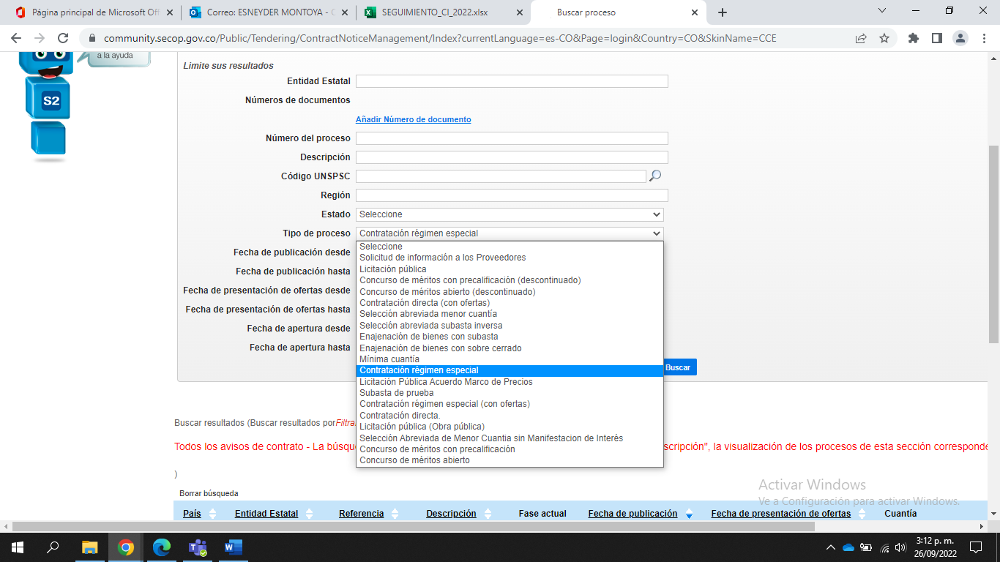 Página principal de Microsoft Off
Correo: ESNEYDER MONTOYA - C
SEGUIMIENTO_CI_2022.xlsx
Buscar proceso
community.secop.gov.co/Public/Tendering/ContractNoticeManagement/Index?currentLanguage=es-CO&Page=login&Country=CO&SkinName=CCE
a la ayuda
S2
Limite sus resultados
Entidad Estatal
Números de documentos
Añadir Número de documento
Número del proceso
Descripción
Código UNSPSC
Región
Estado Seleccione
Tipo de proceso Contratación régimen especial
Fecha de publicación desde
Fecha de publicación hasta
Fecha de presentación de ofertas desde
Fecha de presentación de ofertas hasta
Fecha de apertura desde
Fecha de apertura hasta
Seleccione
Solicitud de información a los Proveedores
Licitación pública
Concurso de méritos con precalificación (descontinuado)
Concurso de méritos abierto (descontinuado)
Contratación directa (con ofertas)
Selección abreviada menor cuantía
Selección abreviada subasta inversa
Enajenación de bienes con subasta
Enajenación de bienes con sobre cerrado
Mínima cuantía
Contratación régimen especial
Licitación Pública Acuerdo Marco de Precios
Subasta de prueba
Contratación régimen especial (con ofertas)
Contratación directa.
Licitación pública (Obra pública)
Selección Abreviada de Menor Cuantia sin Manifestacion de Interés
Concurso de méritos con precalificación
Concurso de méritos abierto
Buscar
Buscar resultados (Buscar resultados por Filtra
Todos los avisos de contrato - La búsqu scripción", la visualización de los procesos de esta sección corresponde
)
Borrar búsqueda
País Entidad Estatal Referencia Descripción Fase actual Fecha de publicación Fecha de presentación de ofertas Cuantía
Activar Windows
Ve a Configuración para activar Windows.
3:12 p. m.
26/09/2022